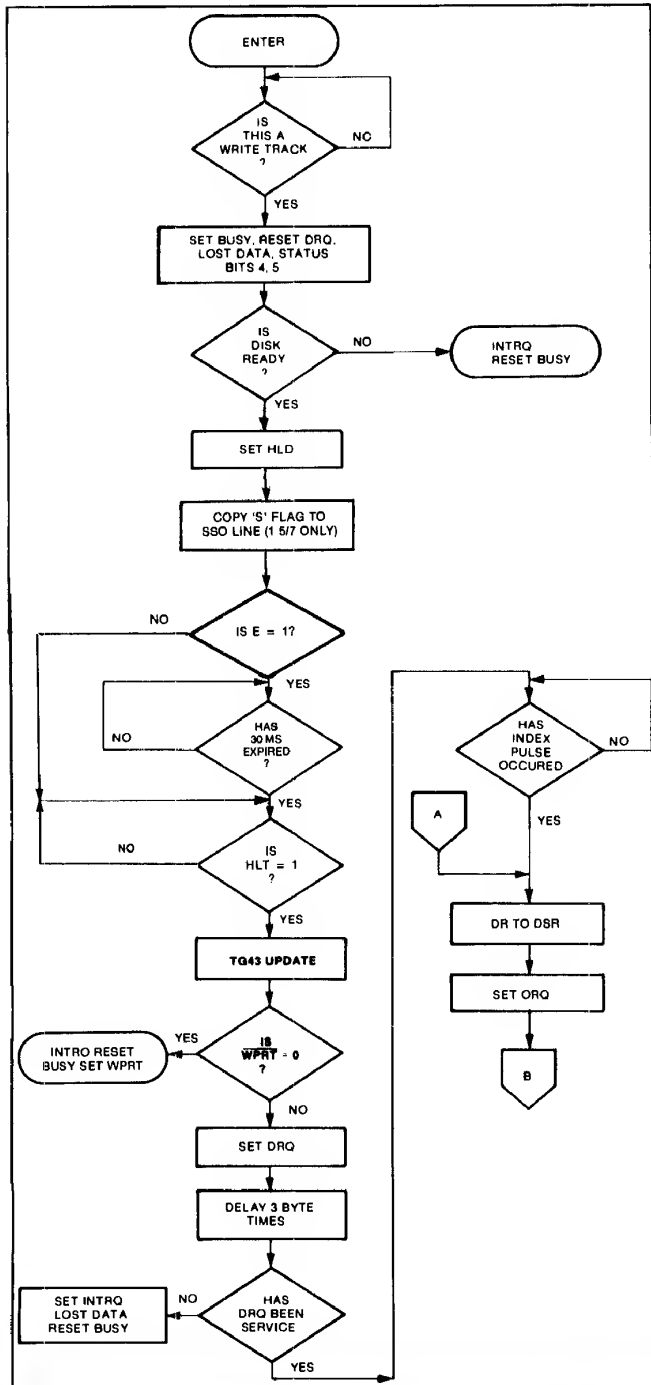 ENTER
IS
THIS A
WRITE TRACK
?
NO
YES
SET BUSY, RESET DRQ,
LOST DATA, STATUS
BITS 4, 5
IS
DISK
READY
?
NO
INTRQ
RESET BUSY
YES
SET HLD
COPY 'S' FLAG TO
SSO LINE (1 5/7 ONLY)
IS E = 1?
NO
YES
HAS
30 MS
EXPIRED
?
NO
YES
IS
HLT = 1
?
NO
YES
TG43 UPDATE
IS
WPRT = 0
?
YES
INTRO RESET
BUSY SET WPRT
NO
SET DRQ
DELAY 3 BYTE
TIMES
HAS
DRQ BEEN
SERVICE
NO
SET INTRQ
LOST DATA
RESET BUSY
YES
HAS
INDEX
PULSE
OCCURED
NO
YES
A
DR TO DSR
SET ORQ
B